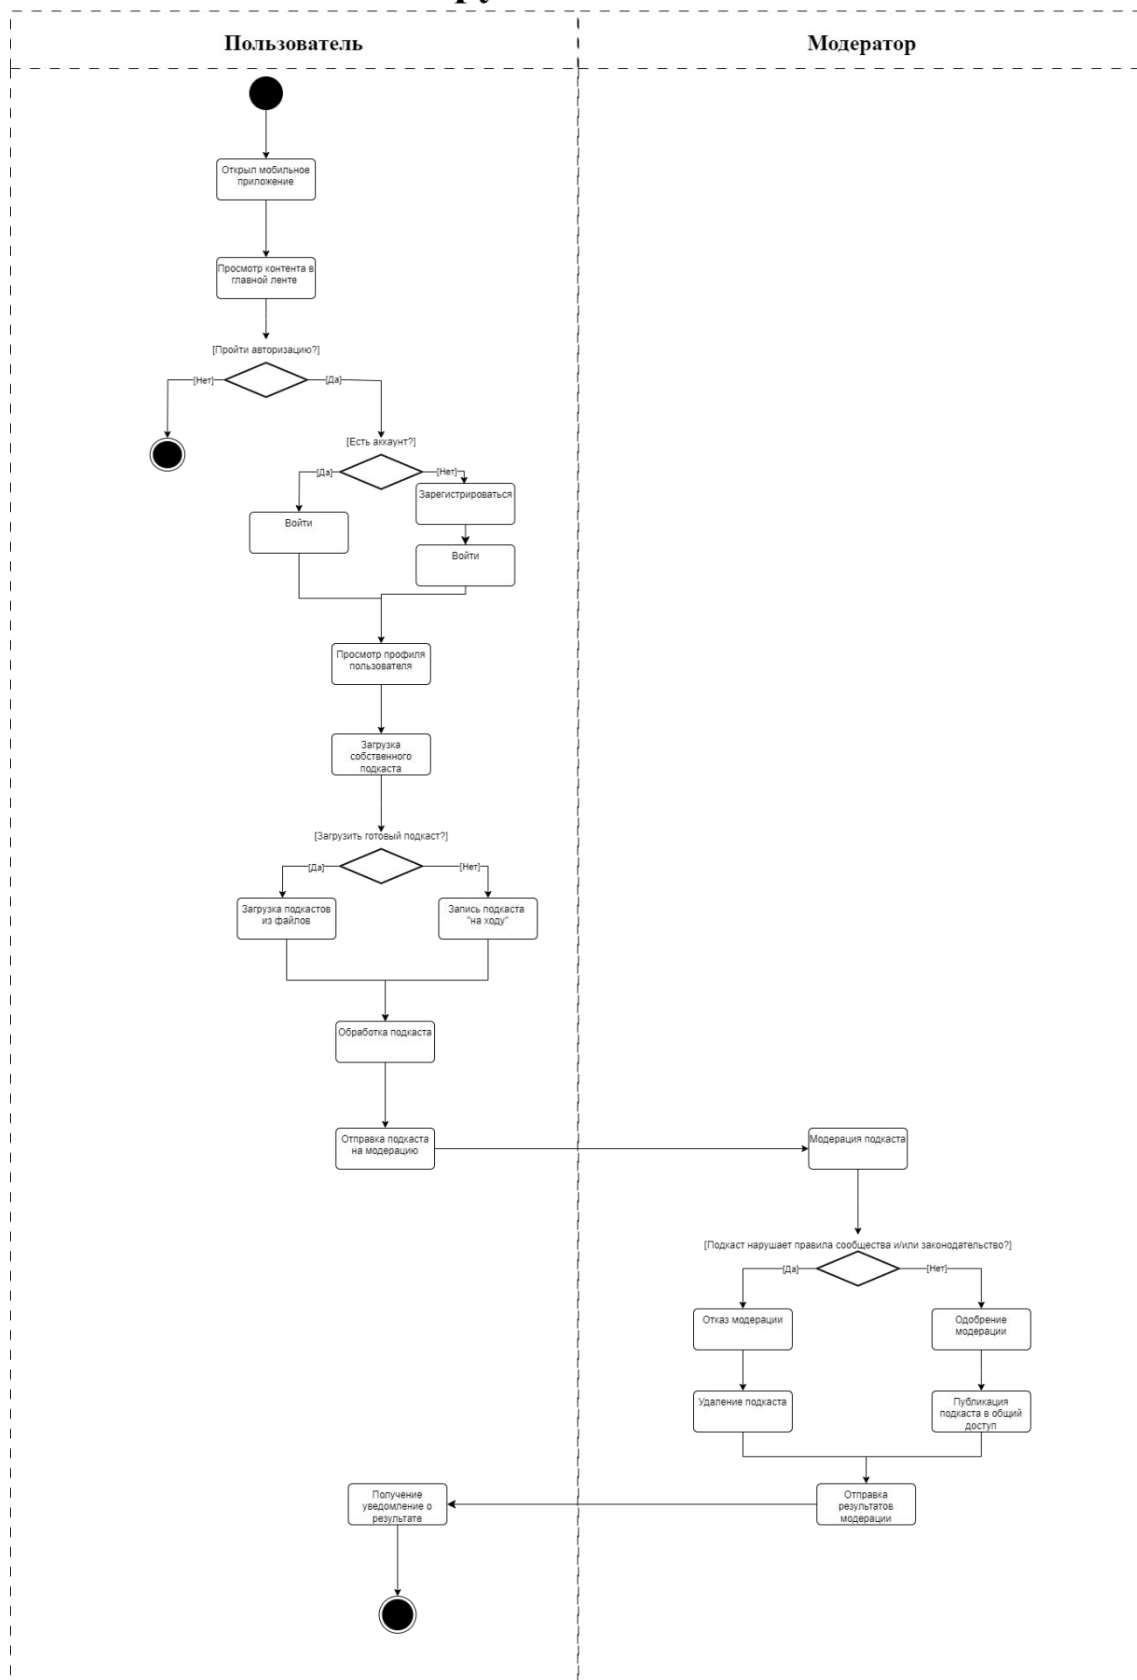 Пользователь
Модератор
Открыл мобильное
приложение
Просмотр контента в
главной ленте
[Пройти авторизацию?]
[Нет]
[Да]
[Есть аккаунт?]
[Да]
[Нет]
Зарегистрироваться
Войти
Войти
Просмотр профиля
пользователя
Загрузка
собственного
подкаста
[Загрузить готовый подкаст?]
[Да]
[Нет]
Загрузка подкастов
из файлов
Запись подкаста
"на ходу"
Обработка подкаста
Отправка подкаста
на модерацию
Модерация подкаста
[Подкаст нарушает правила сообщества и/или законодательство?]
[Да]
[Нет]
Отказ модерации
Одобрение
модерации
Удаление подкаста
Публикация
подкаста в общий
доступ
Получение
уведомление о
результате
Отправка
результатов
модерации